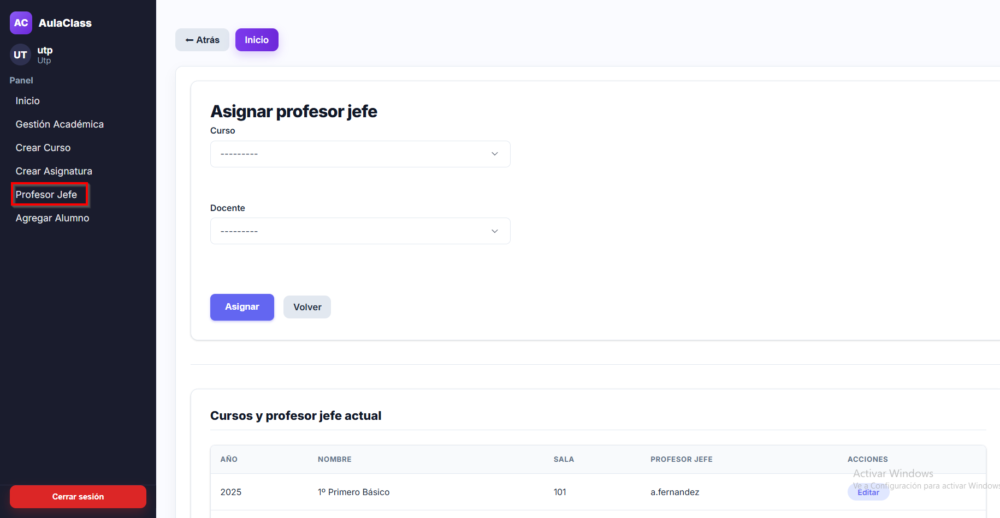 AC AulaClass
UT utp
Utp
Panel
Inicio
Gestión Académica
Crear Curso
Crear Asignatura
Profesor Jefe
Agregar Alumno
Cerrar sesión
← Atrás Inicio
Asignar profesor jefe
Curso
---------
Docente
---------
Asignar Volver
Cursos y profesor jefe actual
AÑO NOMBRE SALA PROFESOR JEFE ACCIONES
2025 1º Primero Básico 101 a.fernandez Editar
Activar Windows
Ve a Configuración para activar Windows